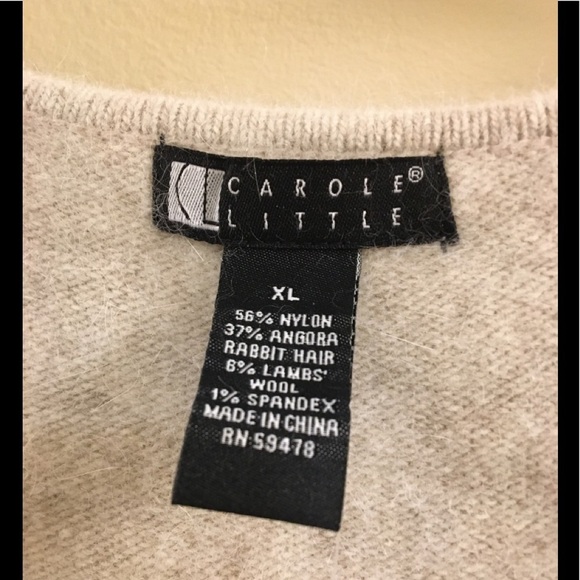 CL CAROLE®
LITTLE
XL
56% NYLON
37% ANGORA
RABBIT HAIR
6% LAMBS'
WOOL
1% SPANDEX
MADE IN CHINA
RN 59478